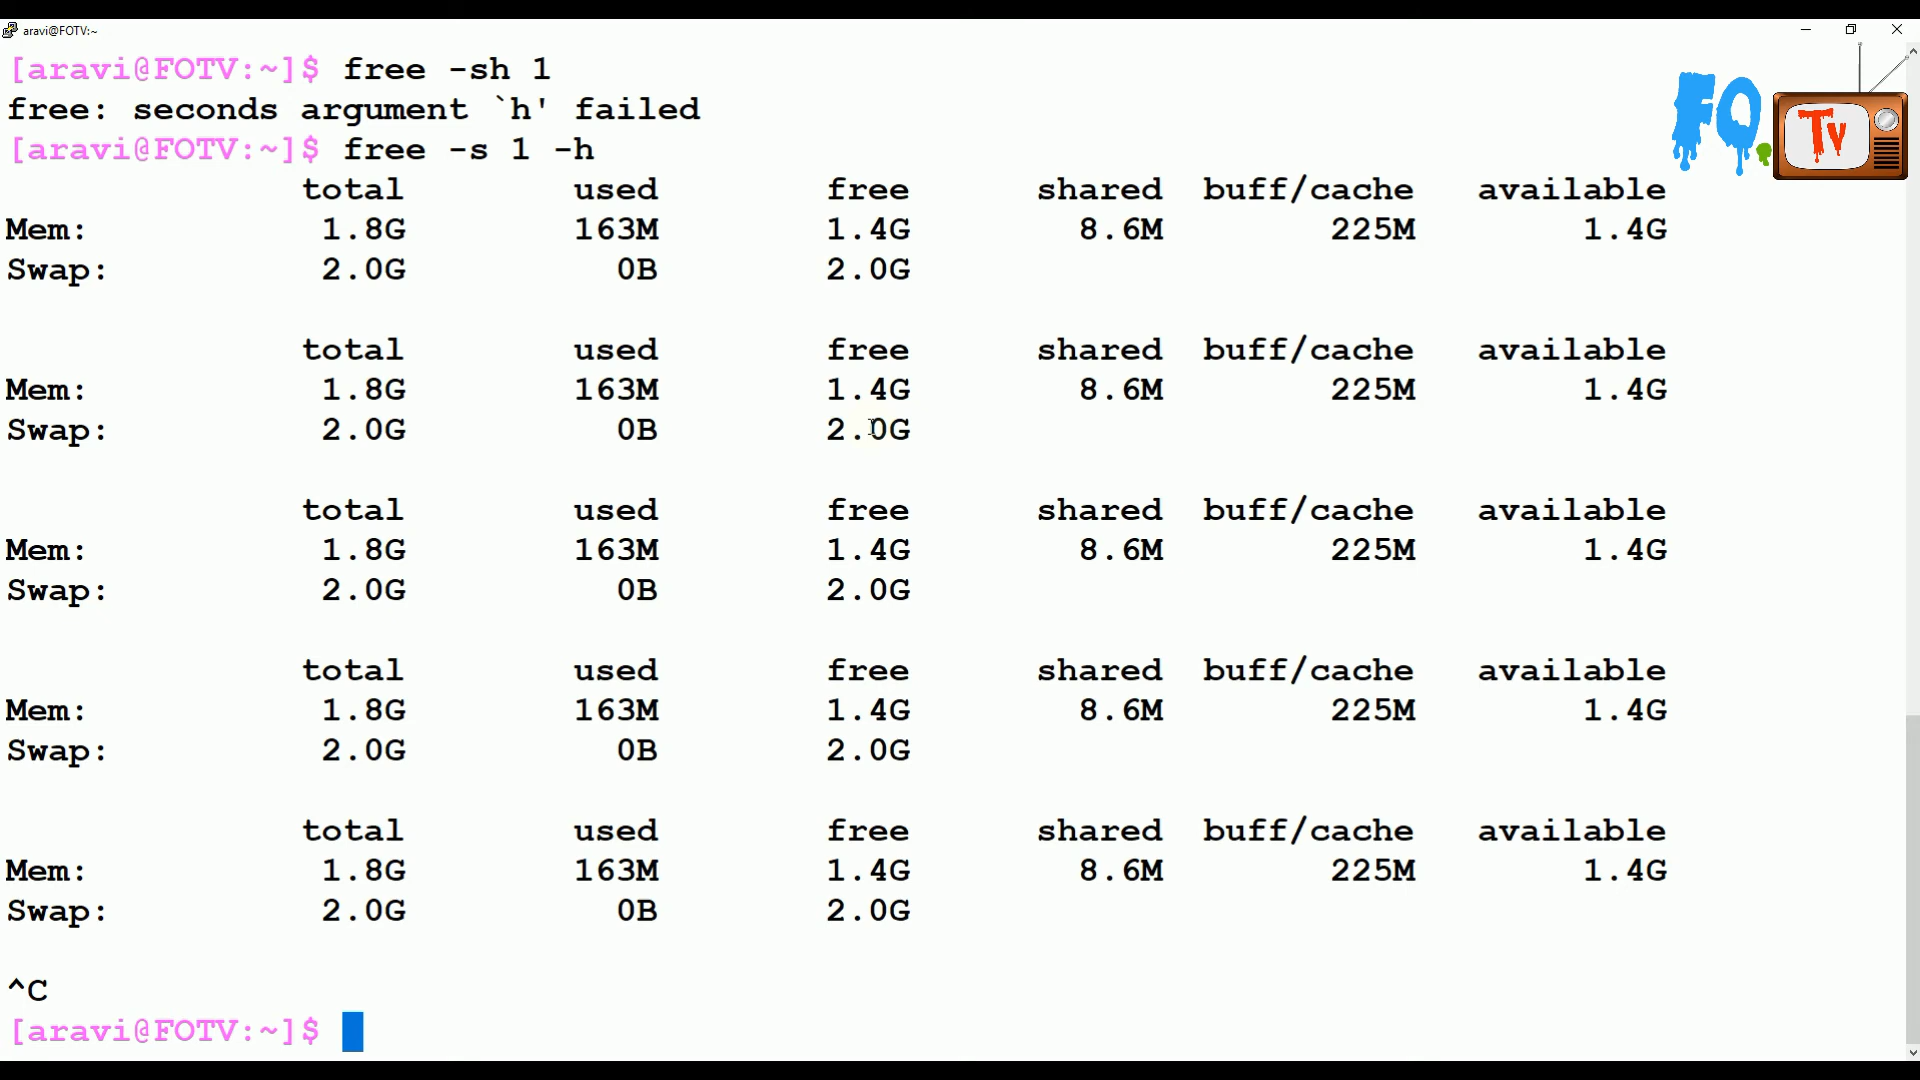 aravi@FOTV:~
[aravi@FOTV:~]$ free -sh 1
free: seconds argument `h' failed
[aravi@FOTV:~]$ free -s 1 -h
total used free shared buff/cache available
Mem: 1.8G 163M 1.4G 8.6M 225M 1.4G
Swap: 2.0G 0B 2.0G
total used free shared buff/cache available
Mem: 1.8G 163M 1.4G 8.6M 225M 1.4G
Swap: 2.0G 0B 2.0G
total used free shared buff/cache available
Mem: 1.8G 163M 1.4G 8.6M 225M 1.4G
Swap: 2.0G 0B 2.0G
total used free shared buff/cache available
Mem: 1.8G 163M 1.4G 8.6M 225M 1.4G
Swap: 2.0G 0B 2.0G
total used free shared buff/cache available
Mem: 1.8G 163M 1.4G 8.6M 225M 1.4G
Swap: 2.0G 0B 2.0G
^C
[aravi@FOTV:~]$
FO.
Tv